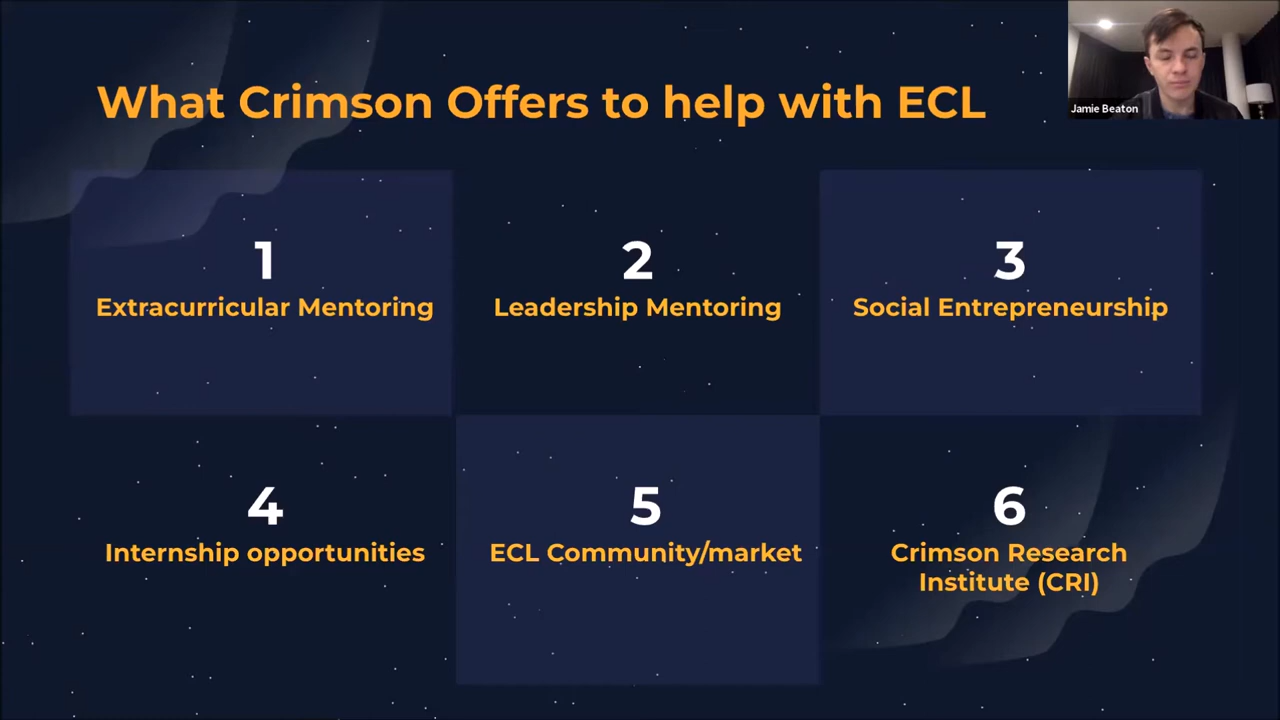 What Crimson Offers to help with ECL
Jamie Beaton
1
Extracurricular Mentoring
2
Leadership Mentoring
3
Social Entrepreneurship
4
Internship opportunities
5
ECL Community/market
6
Crimson Research
Institute (CRI)